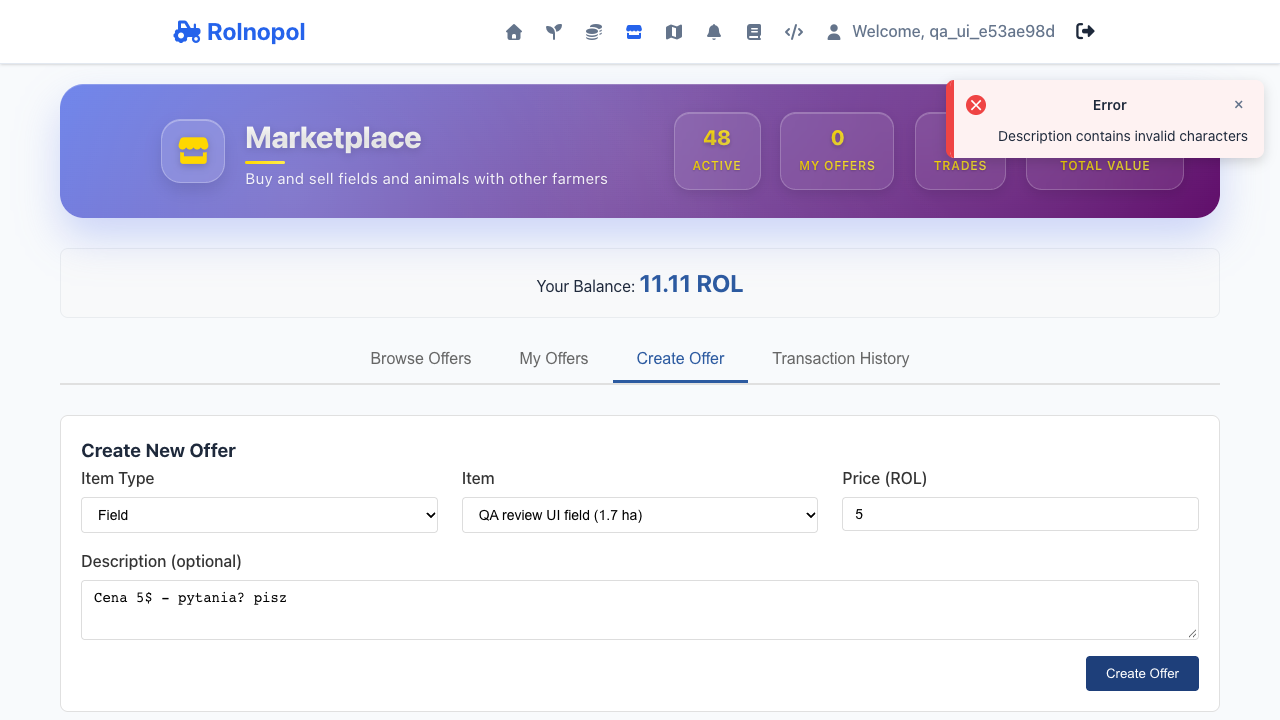 Rolnopol
Welcome, qa_ui_e53ae98d
Error
×
Description contains invalid characters
Marketplace
Buy and sell fields and animals with other farmers
48
ACTIVE
0
MY OFFERS
TRADES
TOTAL VALUE
Your Balance: 11.11 ROL
Browse Offers
My Offers
Create Offer
Transaction History
Create New Offer
Item Type
Item
Price (ROL)
Field
QA review UI field (1.7 ha)
5
Description (optional)
Cena 5$ – pytania? pisz
Create Offer